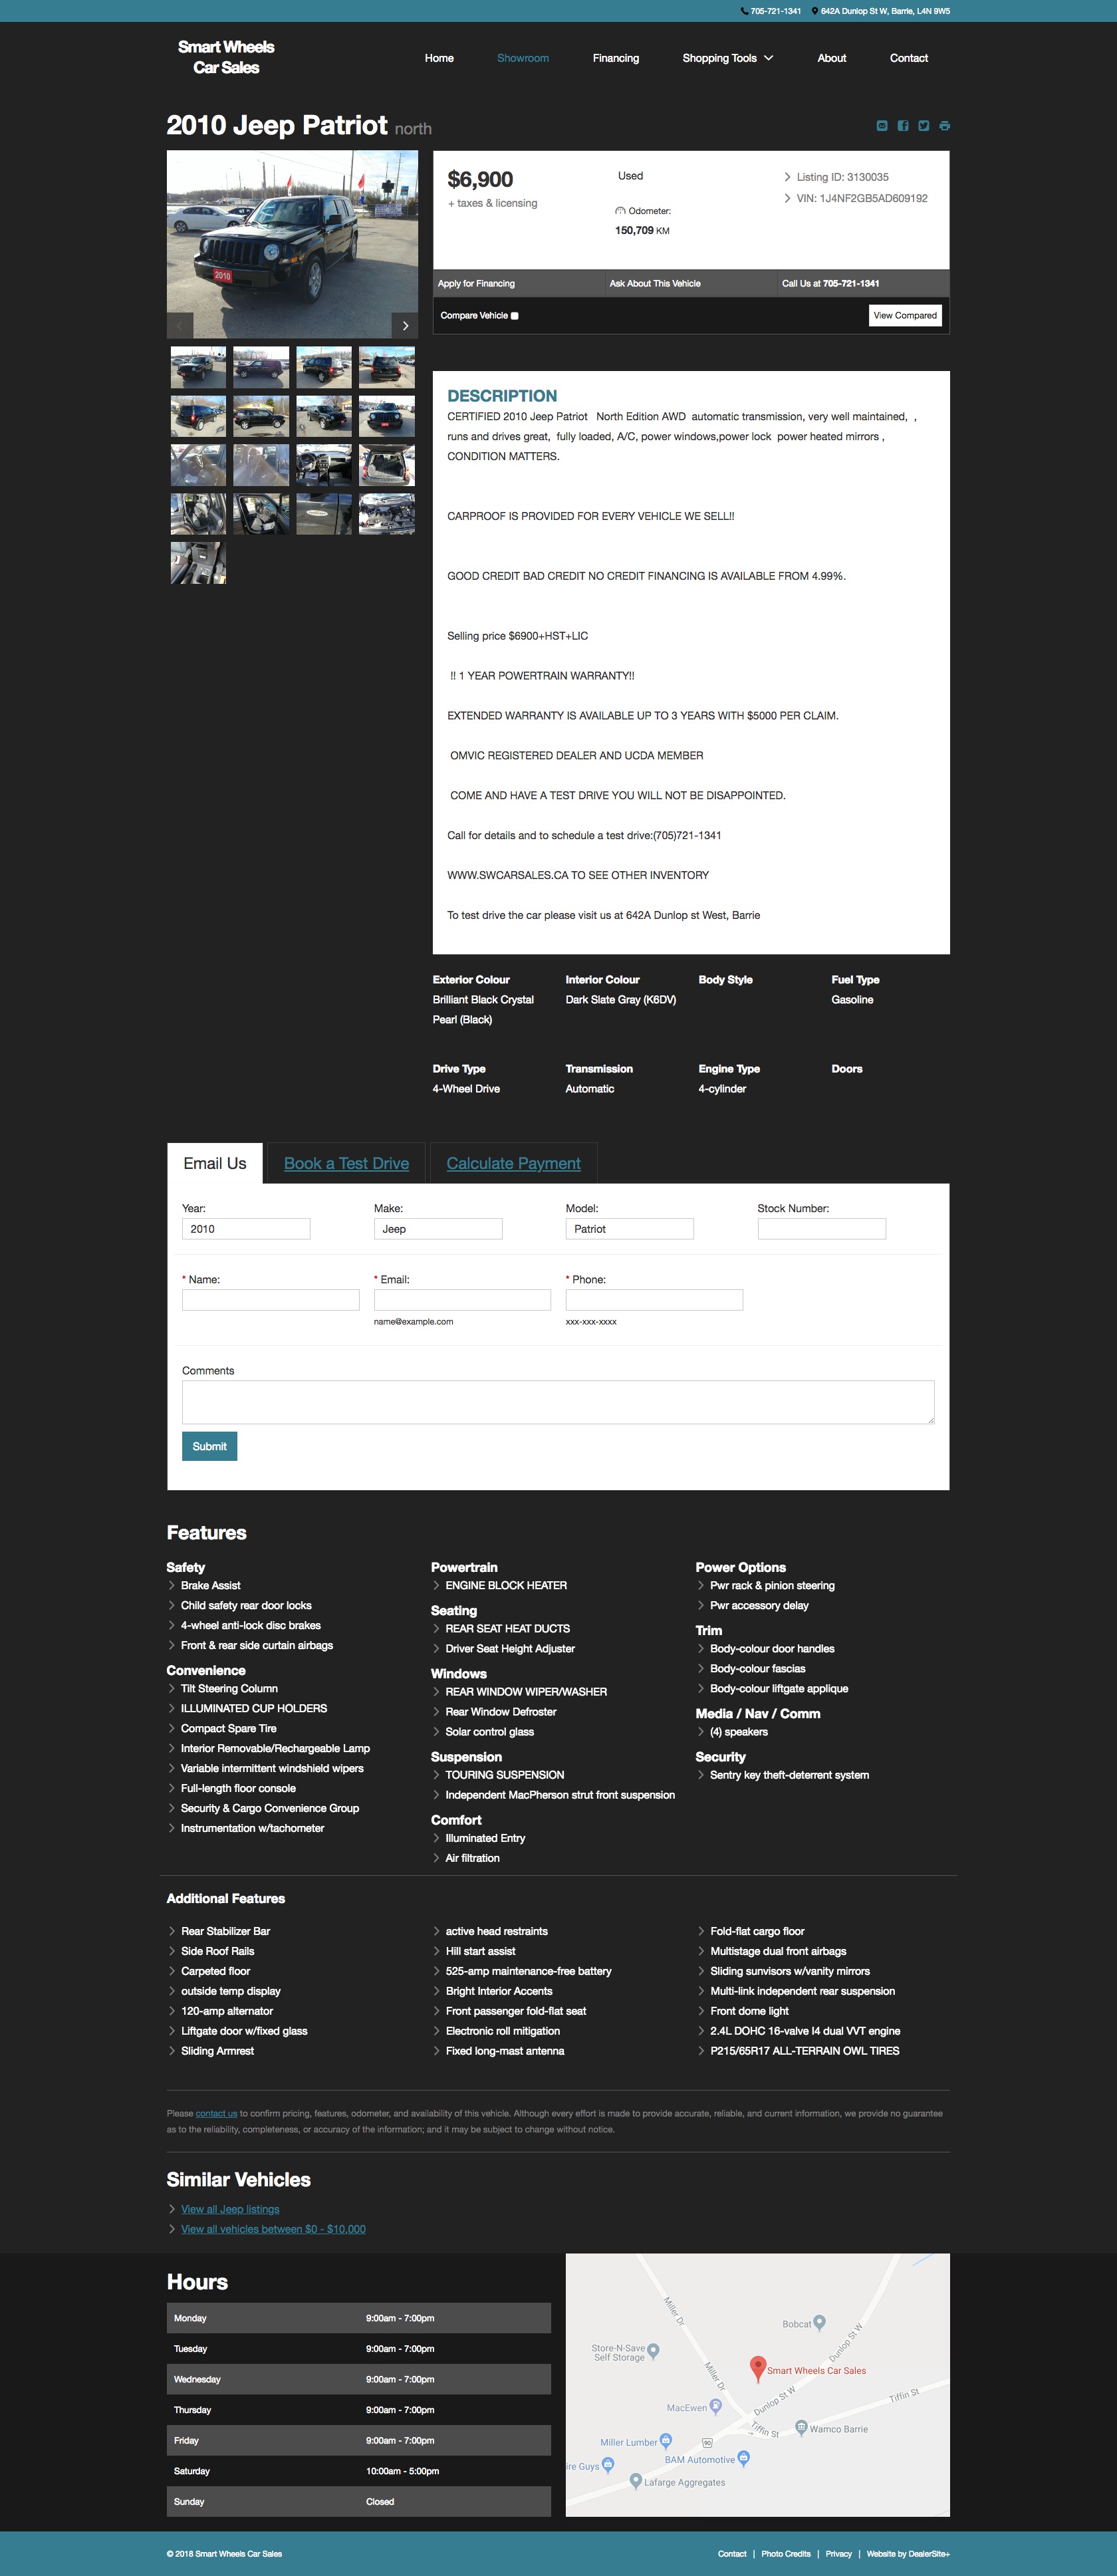 705-721-1341 642A Dunlop St W, Barrie, L4N 9W5
Smart Wheels
Car Sales
Home Showroom Financing Shopping Tools About Contact
2010 Jeep Patriot north
2010
$6,900
+ taxes & licensing
Used
Odometer:
150,709 KM
Listing ID: 3130035
VIN: 1J4NF2GB5AD609192
Apply for Financing Ask About This Vehicle Call Us at 705-721-1341
Compare Vehicle View Compared
DESCRIPTION
CERTIFIED 2010 Jeep Patriot North Edition AWD automatic transmission, very well maintained, ,
runs and drives great, fully loaded, A/C, power windows,power lock power heated mirrors ,
CONDITION MATTERS.
CARPROOF IS PROVIDED FOR EVERY VEHICLE WE SELL!!
GOOD CREDIT BAD CREDIT NO CREDIT FINANCING IS AVAILABLE FROM 4.99%.
Selling price $6900+HST+LIC
!! 1 YEAR POWERTRAIN WARRANTY!!
EXTENDED WARRANTY IS AVAILABLE UP TO 3 YEARS WITH $5000 PER CLAIM.
OMVIC REGISTERED DEALER AND UCDA MEMBER
COME AND HAVE A TEST DRIVE YOU WILL NOT BE DISAPPOINTED.
Call for details and to schedule a test drive:(705)721-1341
WWW.SWCARSALES.CA TO SEE OTHER INVENTORY
To test drive the car please visit us at 642A Dunlop st West, Barrie
Exterior Colour Interior Colour Body Style Fuel Type
Brilliant Black Crystal Dark Slate Gray (K6DV) Gasoline
Pearl (Black)
Drive Type Transmission Engine Type Doors
4-Wheel Drive Automatic 4-cylinder
Email Us Book a Test Drive Calculate Payment
Year: Make: Model: Stock Number:
2010 Jeep Patriot
* Name: * Email: * Phone:
name@example.com xxx-xxx-xxxx
Comments
Submit
Features
Safety
Brake Assist
Child safety rear door locks
4-wheel anti-lock disc brakes
Front & rear side curtain airbags
Convenience
Tilt Steering Column
ILLUMINATED CUP HOLDERS
Compact Spare Tire
Interior Removable/Rechargeable Lamp
Variable intermittent windshield wipers
Full-length floor console
Security & Cargo Convenience Group
Instrumentation w/tachometer
Powertrain
ENGINE BLOCK HEATER
Seating
REAR SEAT HEAT DUCTS
Driver Seat Height Adjuster
Windows
REAR WINDOW WIPER/WASHER
Rear Window Defroster
Solar control glass
Suspension
TOURING SUSPENSION
Independent MacPherson strut front suspension
Comfort
Illuminated Entry
Air filtration
Power Options
Pwr rack & pinion steering
Pwr accessory delay
Trim
Body-colour door handles
Body-colour fascias
Body-colour liftgate applique
Media / Nav / Comm
(4) speakers
Security
Sentry key theft-deterrent system
Additional Features
Rear Stabilizer Bar
Side Roof Rails
Carpeted floor
outside temp display
120-amp alternator
Liftgate door w/fixed glass
Sliding Armrest
active head restraints
Hill start assist
525-amp maintenance-free battery
Bright Interior Accents
Front passenger fold-flat seat
Electronic roll mitigation
Fixed long-mast antenna
Fold-flat cargo floor
Multistage dual front airbags
Sliding sunvisors w/vanity mirrors
Multi-link independent rear suspension
Front dome light
2.4L DOHC 16-valve I4 dual VVT engine
P215/65R17 ALL-TERRAIN OWL TIRES
Please contact us to confirm pricing, features, odometer, and availability of this vehicle. Although every effort is made to provide accurate, reliable, and current information, we provide no guarantee
as to the reliability, completeness, or accuracy of the information; and it may be subject to change without notice.
Similar Vehicles
View all Jeep listings
View all vehicles between $0 - $10,000
Hours
Monday 9:00am - 7:00pm
Tuesday 9:00am - 7:00pm
Wednesday 9:00am - 7:00pm
Thursday 9:00am - 7:00pm
Friday 9:00am - 7:00pm
Saturday 10:00am - 5:00pm
Sunday Closed
Miller Dr
Bobcat
Dunlop St W
Store-N-Save
Self Storage
Miller Dr
Smart Wheels Car Sales
Tiffin St
Dunlop St W
MacEwen
Tiffin St
Wamco Barrie
Miller Lumber
90
BAM Automotive
ire Guys
Lafarge Aggregates
© 2018 Smart Wheels Car Sales Contact | Photo Credits | Privacy | Website by DealerSite+